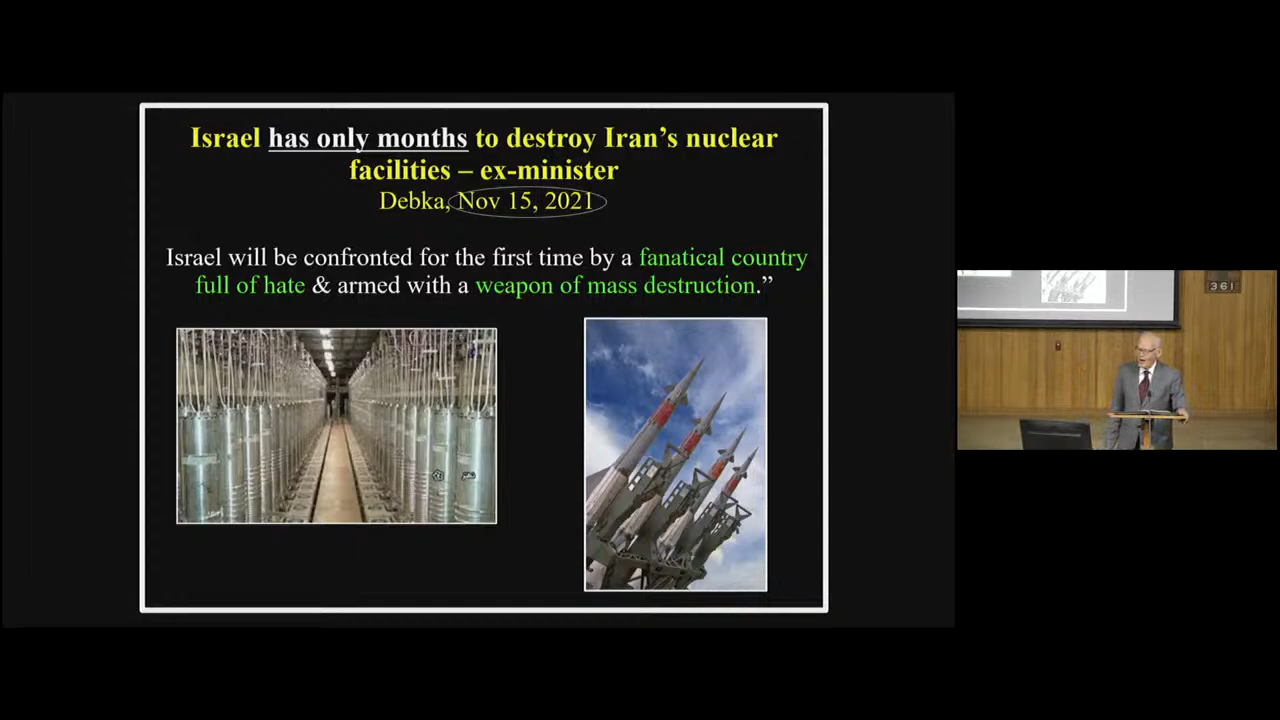 Israel has only months to destroy Iran's nuclear
facilities – ex-minister
Debka, Nov 15, 2021
Israel will be confronted for the first time by a fanatical country
full of hate & armed with a weapon of mass destruction.”
361